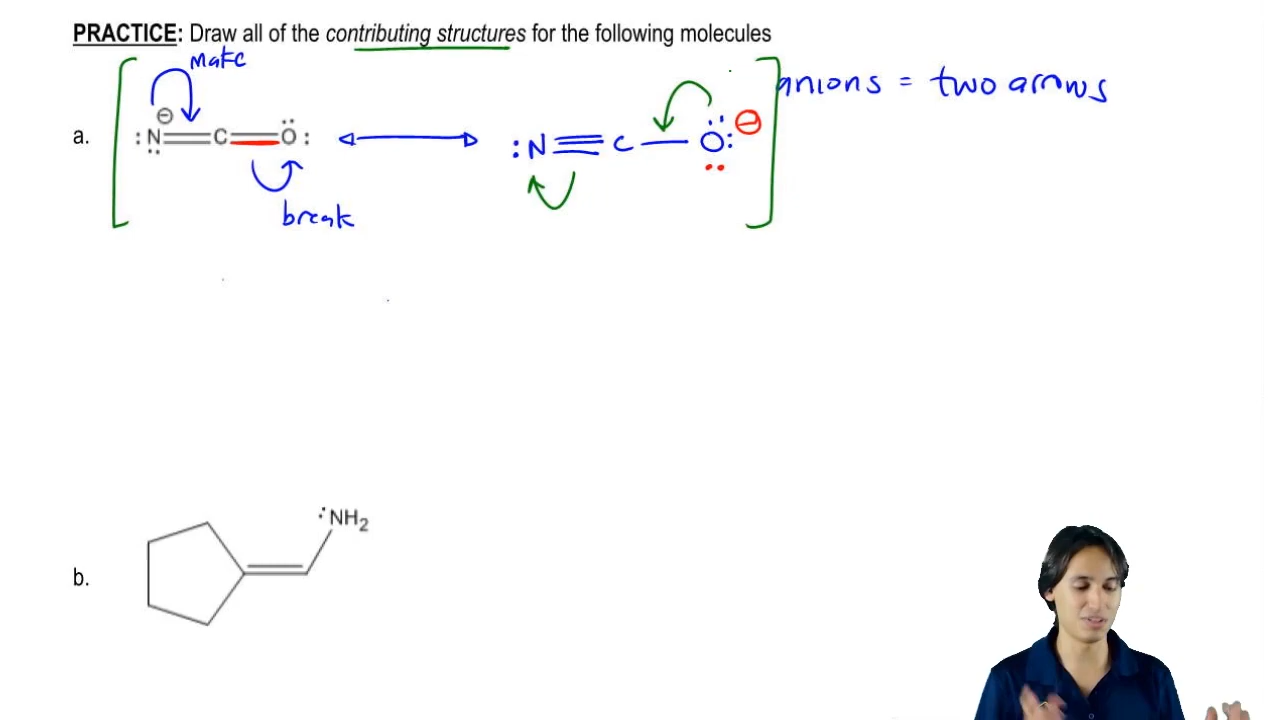 PRACTICE: Draw all of the contributing structures for the following molecules
make
anions = two arrows
a. :N̤=C=Ö: :N≡C—Ö:
⊖ ⊖
break
:NH₂
b.